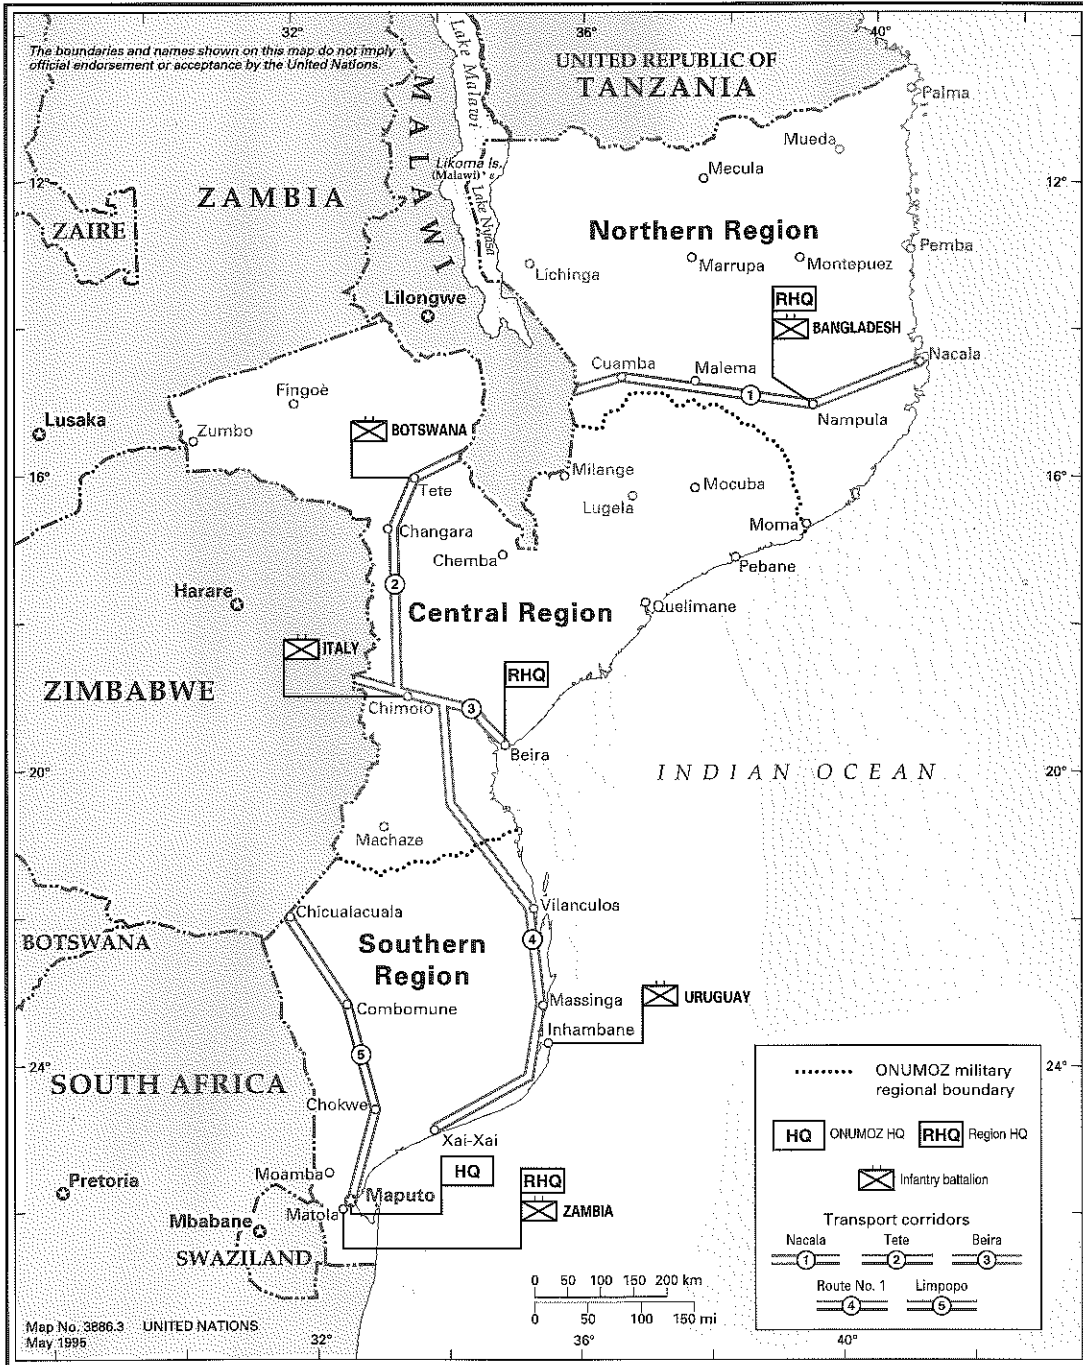 32°
36°
40°
The boundaries and names shown on this map do not imply
official endorsement or acceptance by the United Nations.
Lake Malawi
MALAWI
UNITED REPUBLIC OF
TANZANIA
Palma
Mueda
Mecula
Likoma Is.
(Malawi)
Lake Nyasa
12°
12°
ZAMBIA
ZAIRE
Northern Region
Pemba
Lichinga
Marrupa
Montepuez
Lilongwe
RHQ
BANGLADESH
Nacala
Cuamba
Malema
1
Fingoè
Nampula
Lusaka
Zumbo
BOTSWANA
16°
Tete
Milange
Mocuba
16°
Lugela
Moma
Changara
Chemba
Pebane
2
Harare
Central Region
Quelimane
ITALY
RHQ
ZIMBABWE
Chimoio
3
Beira
20°
INDIAN OCEAN
20°
Machaze
Vilanculos
Chicualacuala
BOTSWANA
Southern
Region
4
Massinga
URUGUAY
Combomune
Inhambane
5
24°
24°
SOUTH AFRICA
Chokwe
Xai-Xai
Moamba
HQ
RHQ
Pretoria
Maputo
Matola
ZAMBIA
Mbabane
SWAZILAND
ONUMOZ military
regional boundary
HQ ONUMOZ HQ RHQ Region HQ
Infantry battalion
Transport corridors
Nacala Tete Beira
1 2 3
Route No. 1 Limpopo
4 5
0 50 100 150 200 km
0 50 100 150 mi
Map No. 3886.3 UNITED NATIONS
May 1995
32°
36°
40°